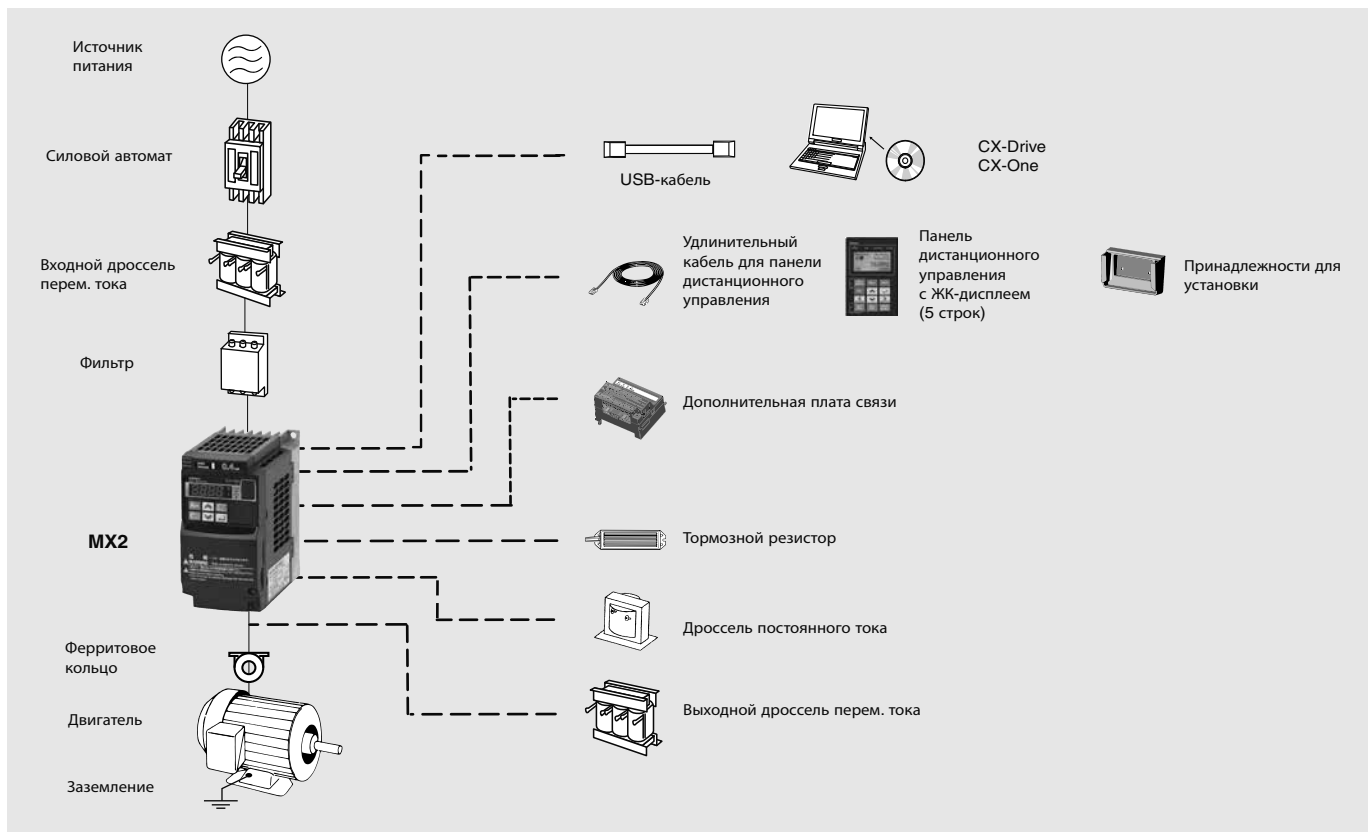 Источник
питания
Силовой автомат
Входной дроссель
перем. тока
Фильтр
MX2
Ферритовое
кольцо
Двигатель
Заземление
USB-кабель
CX-Drive
CX-One
Удлинительный
кабель для панели
дистанционного
управления
Панель
дистанционного
управления
с ЖК-дисплеем
(5 строк)
Принадлежности для
установки
Дополнительная плата связи
Тормозной резистор
Дроссель постоянного тока
Выходной дроссель перем. тока